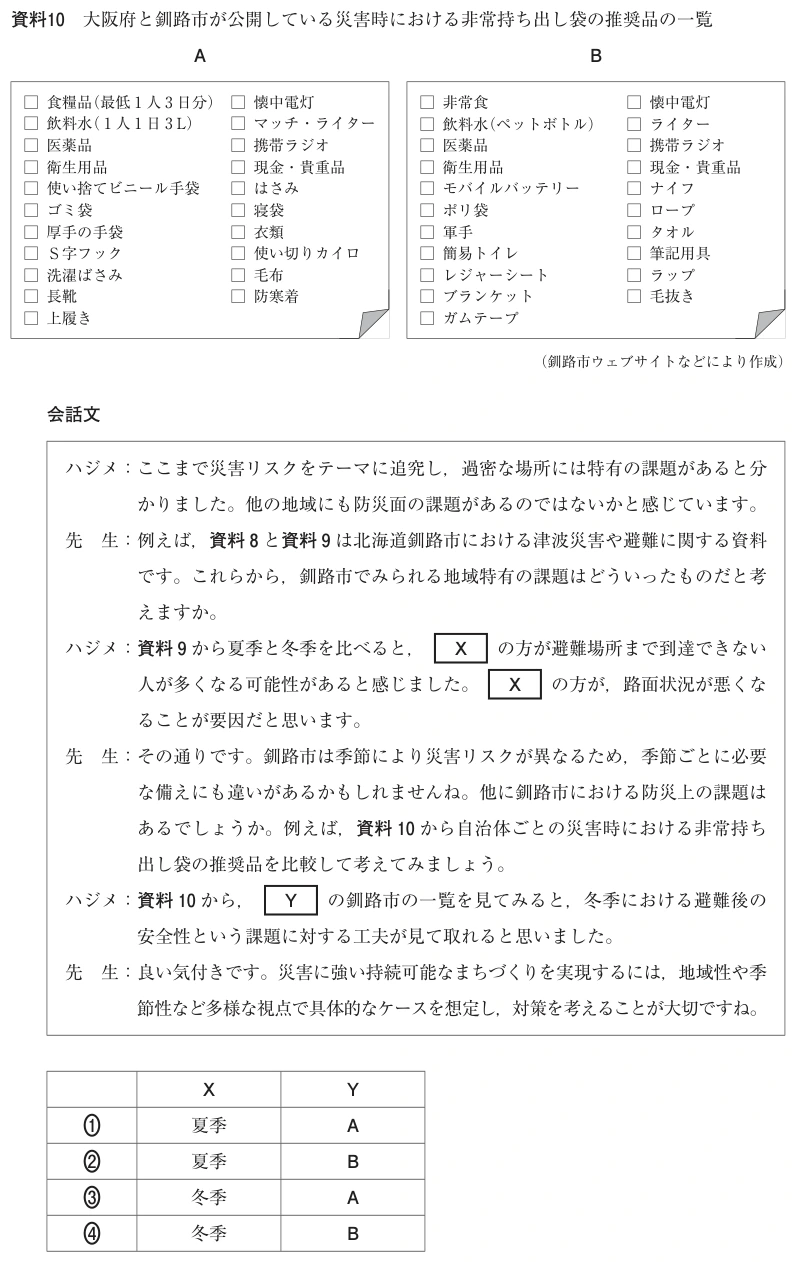 資料10 大阪府と釧路市が公開している災害時における非常持ち出し袋の推奨品の一覧
A
□ 食糧品(最低1人3日分)
□ 飲料水(1人1日3L)
□ 医薬品
□ 衛生用品
□ 使い捨てビニール手袋
□ ゴミ袋
□ 厚手の手袋
□ S字フック
□ 洗濯ばさみ
□ 長靴
□ 上履き
□ 懐中電灯
□ マッチ・ライター
□ 携帯ラジオ
□ 現金・貴重品
□ はさみ
□ 寝袋
□ 衣類
□ 使い切りカイロ
□ 毛布
□ 防寒着
B
□ 非常食
□ 飲料水(ペットボトル)
□ 医薬品
□ 衛生用品
□ モバイルバッテリー
□ ポリ袋
□ 軍手
□ 簡易トイレ
□ レジャーシート
□ ブランケット
□ ガムテープ
□ 懐中電灯
□ ライター
□ 携帯ラジオ
□ 現金・貴重品
□ ナイフ
□ ロープ
□ タオル
□ 筆記用具
□ ラップ
□ 毛抜き
(釧路市ウェブサイトなどにより作成)
会話文
ハジメ:ここまで災害リスクをテーマに追究し,過密な場所には特有の課題があると分
かりました。他の地域にも防災面の課題があるのではないかと感じています。
先 生:例えば,資料8と資料9は北海道釧路市における津波災害や避難に関する資料
です。これらから,釧路市でみられる地域特有の課題はどういったものだと考
えますか。
ハジメ:資料9から夏季と冬季を比べると, X の方が避難場所まで到達できない
人が多くなる可能性があると感じました。 X の方が,路面状況が悪くな
ることが要因だと思います。
先 生:その通りです。釧路市は季節により災害リスクが異なるため,季節ごとに必要
な備えにも違いがあるかもしれませんね。他に釧路市における防災上の課題は
あるでしょうか。例えば,資料10から自治体ごとの災害時における非常持ち
出し袋の推奨品を比較して考えてみましょう。
ハジメ:資料10から, Y の釧路市の一覧を見てみると,冬季における避難後の
安全性という課題に対する工夫が見て取れると思いました。
先 生:良い気付きです。災害に強い持続可能なまちづくりを実現するには,地域性や季
節性など多様な視点で具体的なケースを想定し,対策を考えることが大切ですね。
X Y
① 夏季 A
② 夏季 B
③ 冬季 A
④ 冬季 B